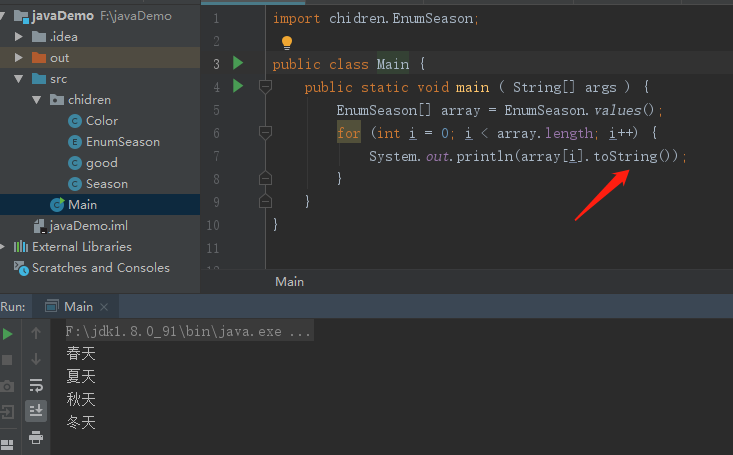 javaDemo F:\javaDemo
.idea
out
src
chidren
Color
EnumSeason
good
Season
Main
javaDemo.iml
External Libraries
Scratches and Consoles
1 import chidren.EnumSeason;
2
3 public class Main {
4 public static void main ( String[] args ) {
5 EnumSeason[] array = EnumSeason.values();
6 for (int i = 0; i < array.length; i++) {
7 System.out.println(array[i].toString());
8 }
9 }
10 }
11
Main
Run: Main
F:\jdk1.8.0_91\bin\java.exe ...
春天
夏天
秋天
冬天